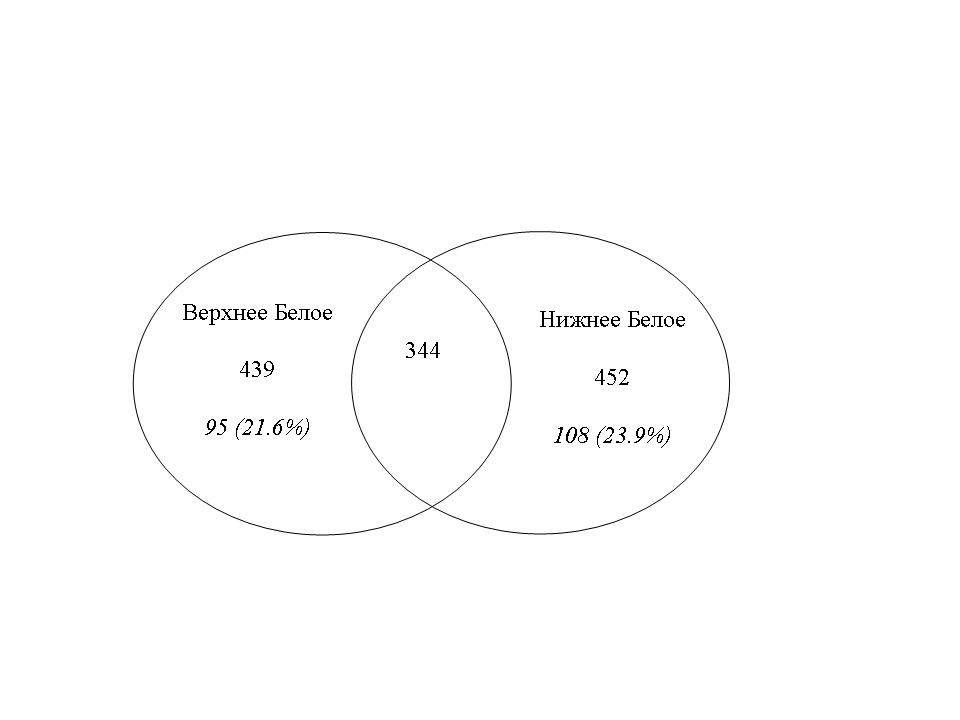 Верхнее Белое
439
95 (21.6%)
344
Нижнее Белое
452
108 (23.9%)